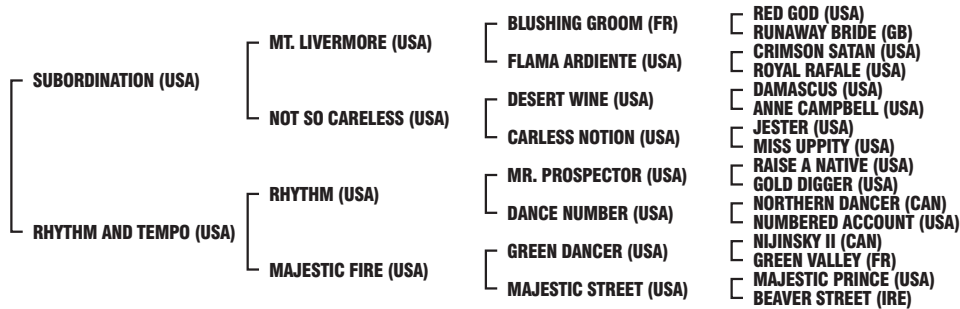 SUBORDINATION (USA)
RHYTHM AND TEMPO (USA)
MT. LIVERMORE (USA)
NOT SO CARELESS (USA)
RHYTHM (USA)
MAJESTIC FIRE (USA)
BLUSHING GROOM (FR)
FLAMA ARDIENTE (USA)
DESERT WINE (USA)
CARLESS NOTION (USA)
MR. PROSPECTOR (USA)
DANCE NUMBER (USA)
GREEN DANCER (USA)
MAJESTIC STREET (USA)
RED GOD (USA)
RUNAWAY BRIDE (GB)
CRIMSON SATAN (USA)
ROYAL RAFALE (USA)
DAMASCUS (USA)
ANNE CAMPBELL (USA)
JESTER (USA)
MISS UPPITY (USA)
RAISE A NATIVE (USA)
GOLD DIGGER (USA)
NORTHERN DANCER (CAN)
NUMBERED ACCOUNT (USA)
NIJINSKY II (CAN)
GREEN VALLEY (FR)
MAJESTIC PRINCE (USA)
BEAVER STREET (IRE)